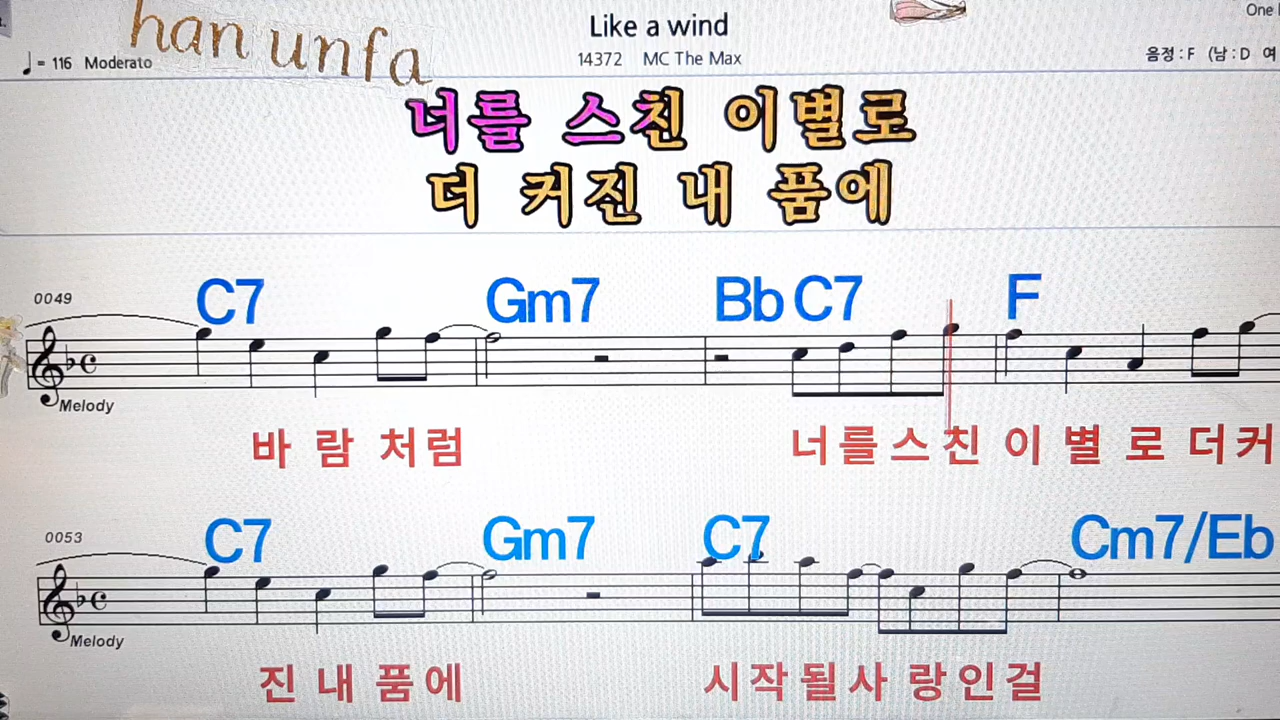 han unfa
Like a wind
One
♩ = 116 Moderato
14372 MC The Max
음정 : F (남 : D 여
너를 스친 이별로
더 커진 내 품에
0049
C7 Gm7 Bb C7 F
Melody
바 람 처럼 너를스친 이 별 로 더커
0053
C7 Gm7 C7 Cm7/Eb
Melody
진 내 품에 시작될사 랑인걸